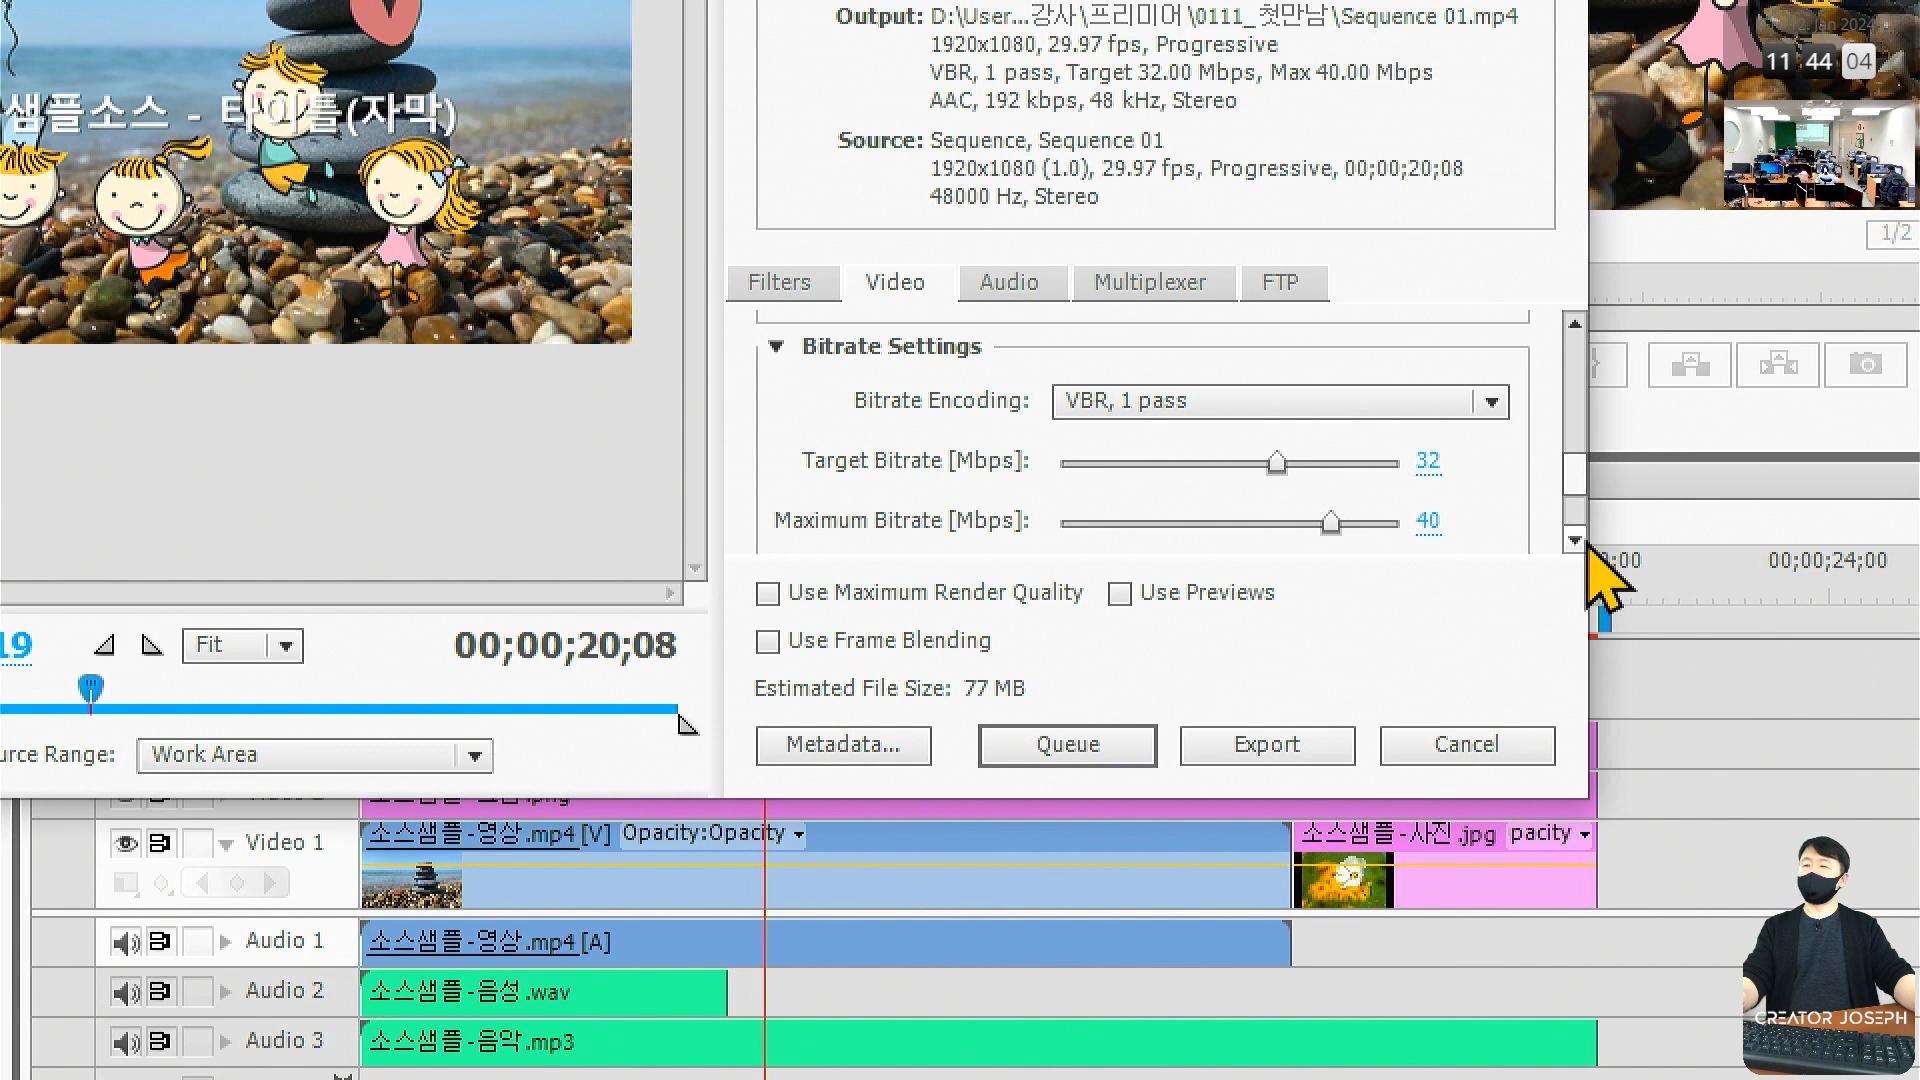 Output: D:\User...강사\프리미어\0111_첫만남\Sequence 01.mp4
1920x1080, 29.97 fps, Progressive
VBR, 1 pass, Target 32.00 Mbps, Max 40.00 Mbps
AAC, 192 kbps, 48 kHz, Stereo
Source: Sequence, Sequence 01
1920x1080 (1.0), 29.97 fps, Progressive, 00;00;20;08
48000 Hz, Stereo
2024
11 44 04
샘플소스 - 타이틀(자막)
1/2
Filters Video Audio Multiplexer FTP
Bitrate Settings
Bitrate Encoding: VBR, 1 pass
Target Bitrate [Mbps]: 32
Maximum Bitrate [Mbps]: 40
00;00;24;00
Use Maximum Render Quality Use Previews
Use Frame Blending
Estimated File Size: 77 MB
Metadata... Queue Export Cancel
19 Fit 00;00;20;08
urce Range: Work Area
Video 1 소스샘플-영상.mp4 [V] Opacity:Opacity 소스샘플-사진.jpg pacity
Audio 1 소스샘플-영상.mp4 [A]
Audio 2 소스샘플-음성.wav
Audio 3 소스샘플-음악.mp3
CREATOR JOSEPH